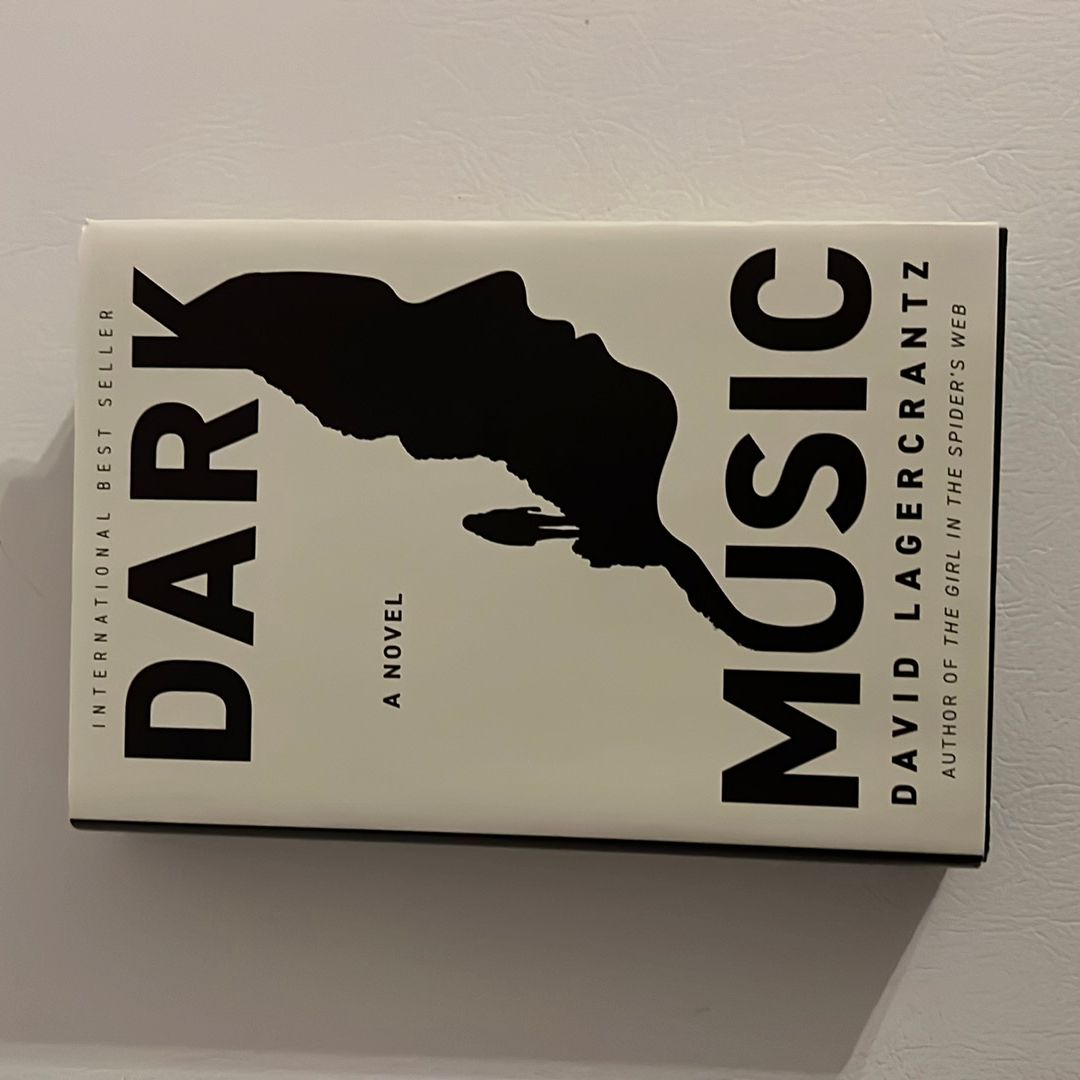 INTERNATIONAL BEST SELLER
DARK
A NOVEL
MUSIC
DAVID LAGERCRANTZ
AUTHOR OF THE GIRL IN THE SPIDER'S WEB